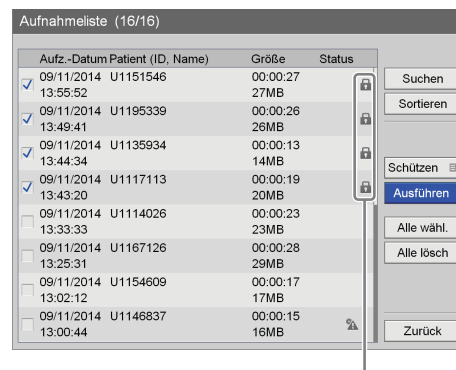 Aufnahmeliste (16/16)
Aufz.-Datum Patient (ID, Name) Größe Status
09/11/2014 U1151546 00:00:27
13:55:52 27MB
09/11/2014 U1195339 00:00:26
13:49:41 26MB
09/11/2014 U1135934 00:00:13
13:44:34 14MB
09/11/2014 U1117113 00:00:19
13:43:20 20MB
09/11/2014 U1114026 00:00:23
13:33:33 23MB
09/11/2014 U1167126 00:00:28
13:25:31 29MB
09/11/2014 U1154609 00:00:17
13:02:12 17MB
09/11/2014 U1146837 00:00:15
13:00:44 16MB
Suchen
Sortieren
Schützen
Ausführen
Alle wähl.
Alle lösch
Zurück